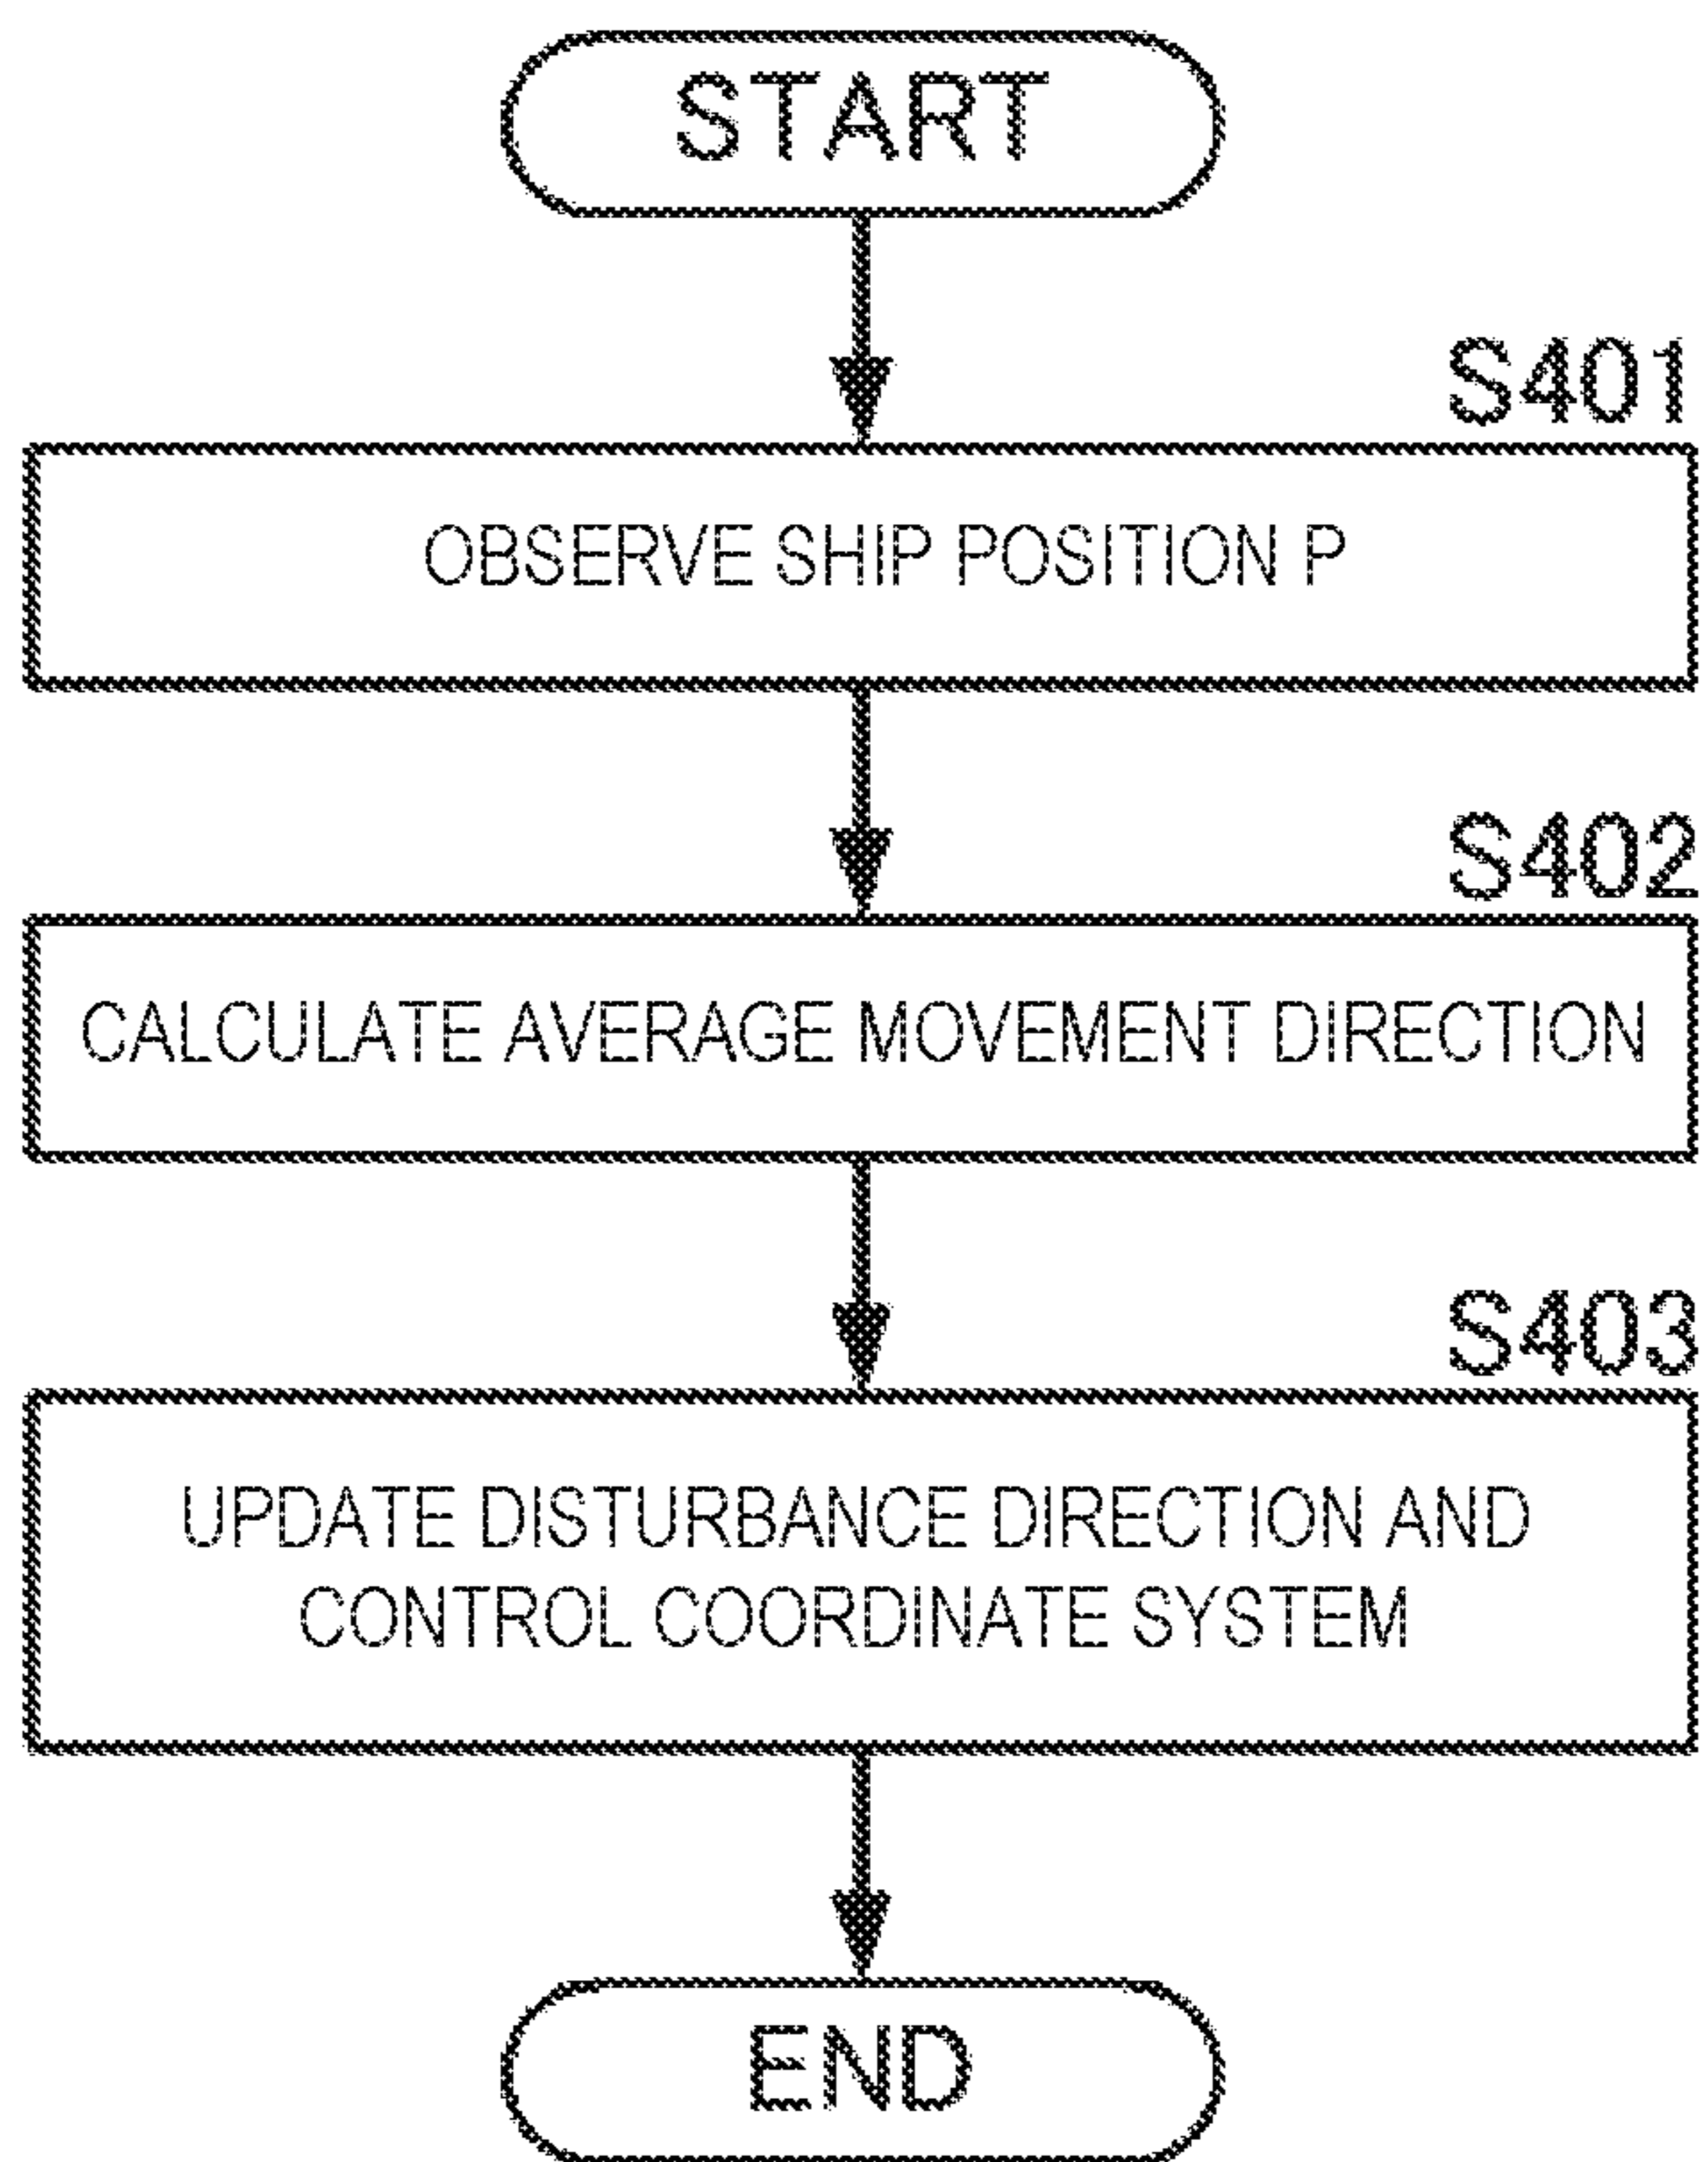 START
S401
OBSERVE SHIP POSITION P
S402
CALCULATE AVERAGE MOVEMENT DIRECTION
S403
UPDATE DISTURBANCE DIRECTION AND
CONTROL COORDINATE SYSTEM
END